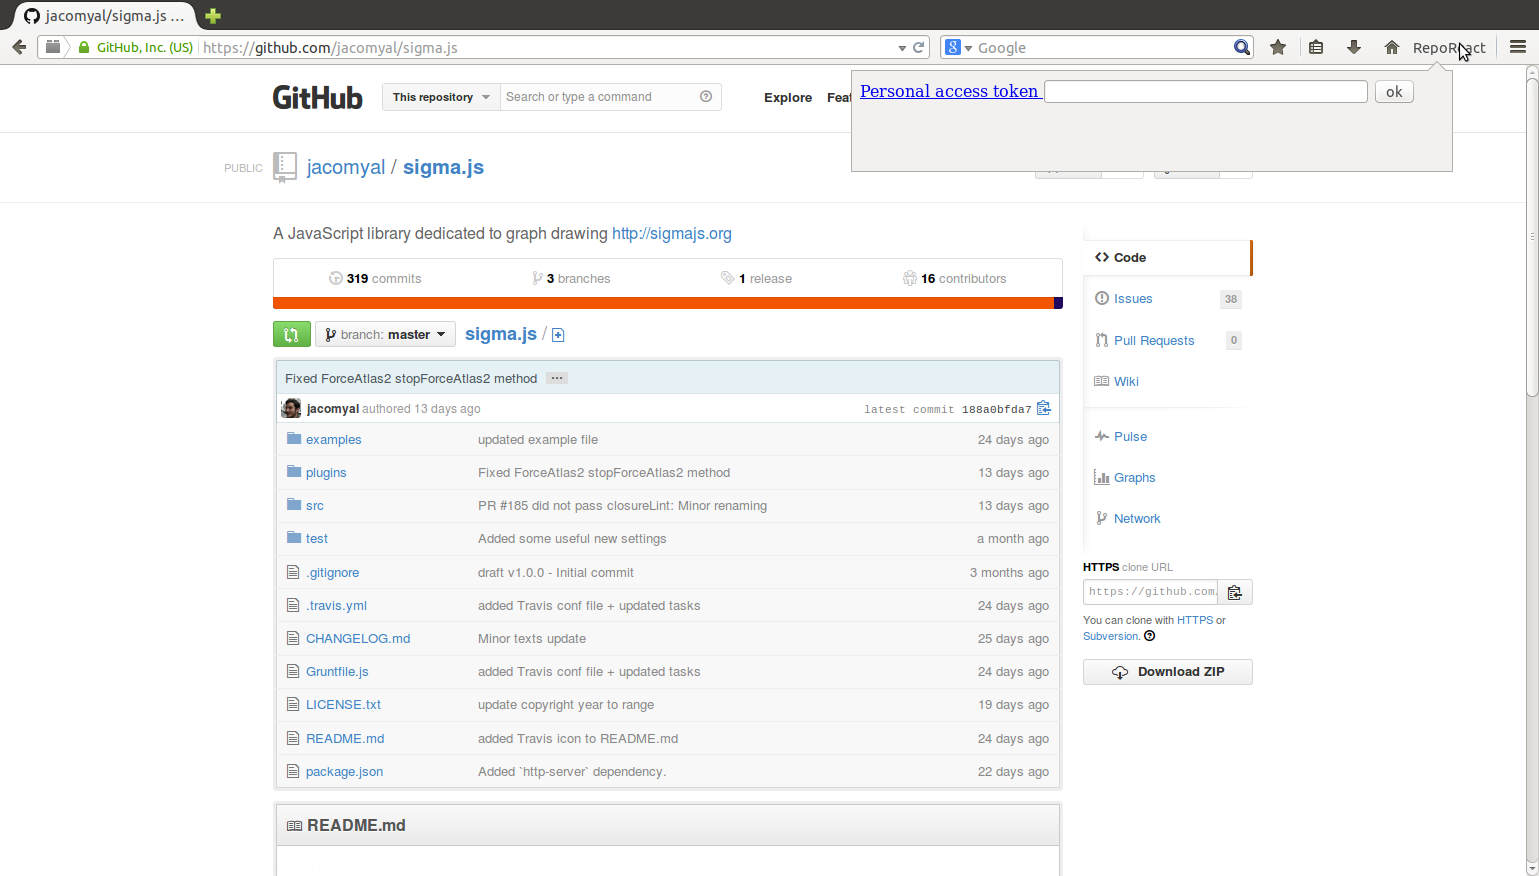 jacomyal/sigma.js ...
GitHub, Inc. (US) https://github.com/jacomyal/sigma.js
Google
RepoReact
Personal access token
ok
GitHub
This repository
Search or type a command
Explore
PUBLIC
jacomyal / sigma.js
A JavaScript library dedicated to graph drawing http://sigmajs.org
319 commits
3 branches
1 release
16 contributors
branch: master
sigma.js /
Fixed ForceAtlas2 stopForceAtlas2 method ...
jacomyal authored 13 days ago
latest commit 188a0bfda7
examples updated example file 24 days ago
plugins Fixed ForceAtlas2 stopForceAtlas2 method 13 days ago
src PR #185 did not pass closureLint: Minor renaming 13 days ago
test Added some useful new settings a month ago
.gitignore draft v1.0.0 - Initial commit 3 months ago
.travis.yml added Travis conf file + updated tasks 24 days ago
CHANGELOG.md Minor texts update 25 days ago
Gruntfile.js added Travis conf file + updated tasks 24 days ago
LICENSE.txt update copyright year to range 19 days ago
README.md added Travis icon to README.md 24 days ago
package.json Added `http-server` dependency. 22 days ago
README.md
Code
Issues 38
Pull Requests 0
Wiki
Pulse
Graphs
Network
HTTPS clone URL
https://github.com
You can clone with HTTPS or
Subversion.
Download ZIP